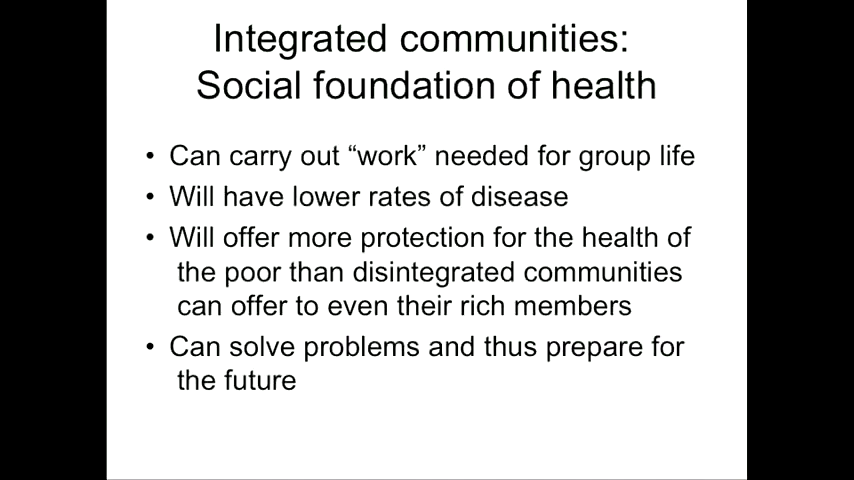 Integrated communities:
Social foundation of health
• Can carry out “work” needed for group life
• Will have lower rates of disease
• Will offer more protection for the health of
the poor than disintegrated communities
can offer to even their rich members
• Can solve problems and thus prepare for
the future